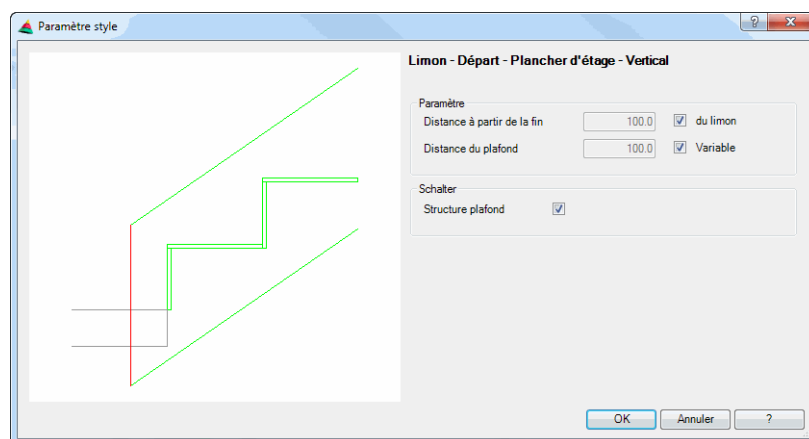 Paramètre style
?
X
Limon - Départ - Plancher d'étage - Vertical
Paramètre
Distance à partir de la fin 100.0 du limon
Distance du plafond 100.0 Variable
Schalter
Structure plafond
OK Annuler ?